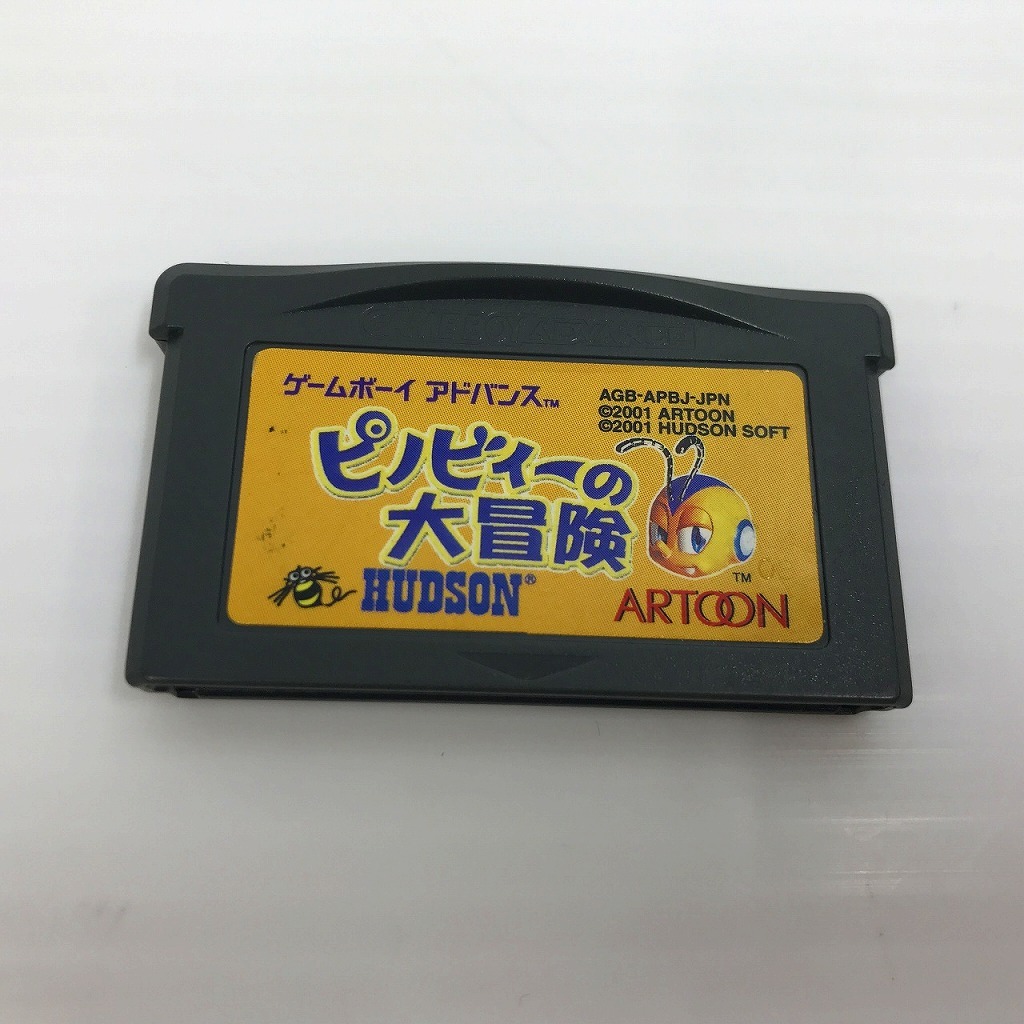 ゲームボーイ アドバンス™
AGB-APBJ-JPN
©2001 ARTOON
©2001 HUDSON SOFT
ピノビィーの
大冒険
HUDSON®
™
ARTOON